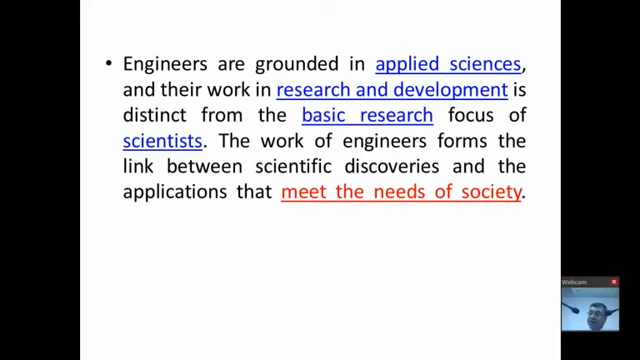 • Engineers are grounded in applied sciences,
and their work in research and development is
distinct from the basic research focus of
scientists. The work of engineers forms the
link between scientific discoveries and the
applications that meet the needs of society.
Webcam